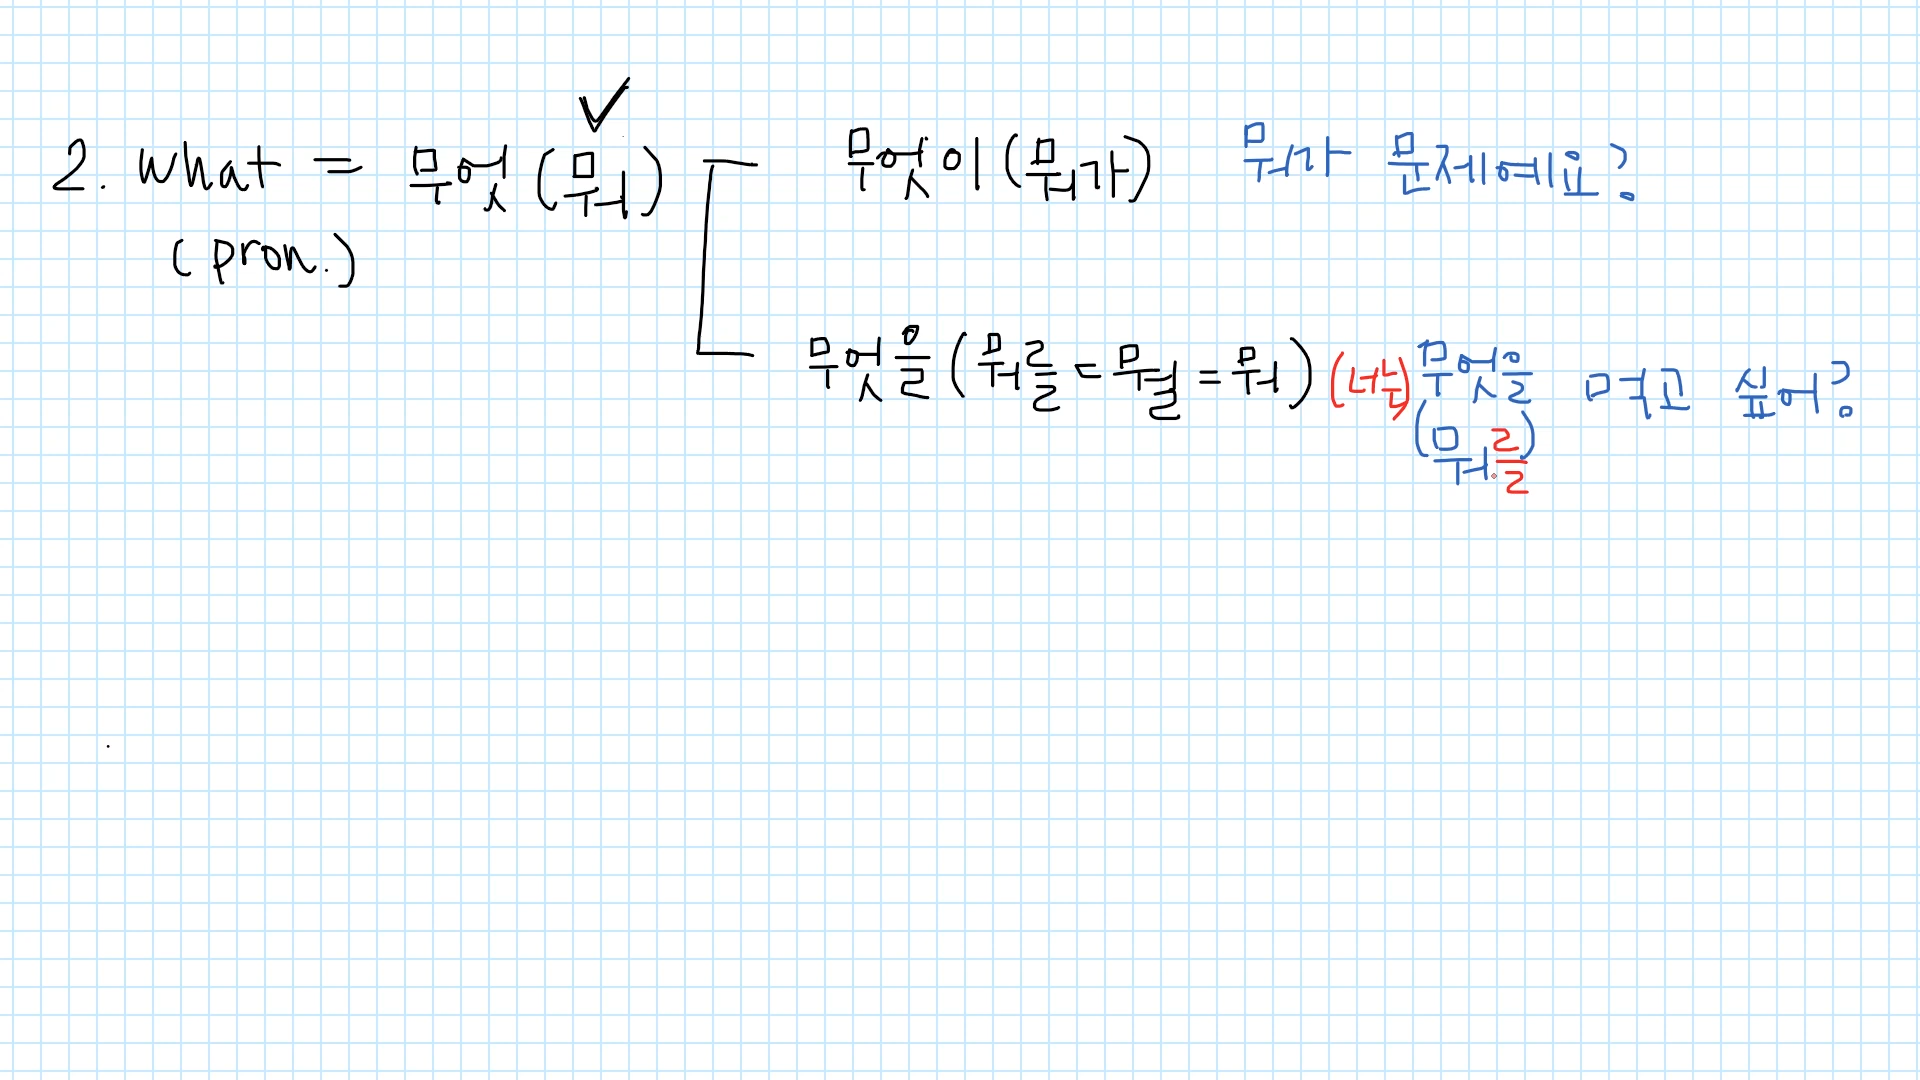 2. What = 무엇(뭐) 무엇이(뭐가) 뭐가 문제예요?
(pron.)
무엇을(뭐를=뭘=뭐) (너는) 무엇을 먹고 싶어?
(뭐를)